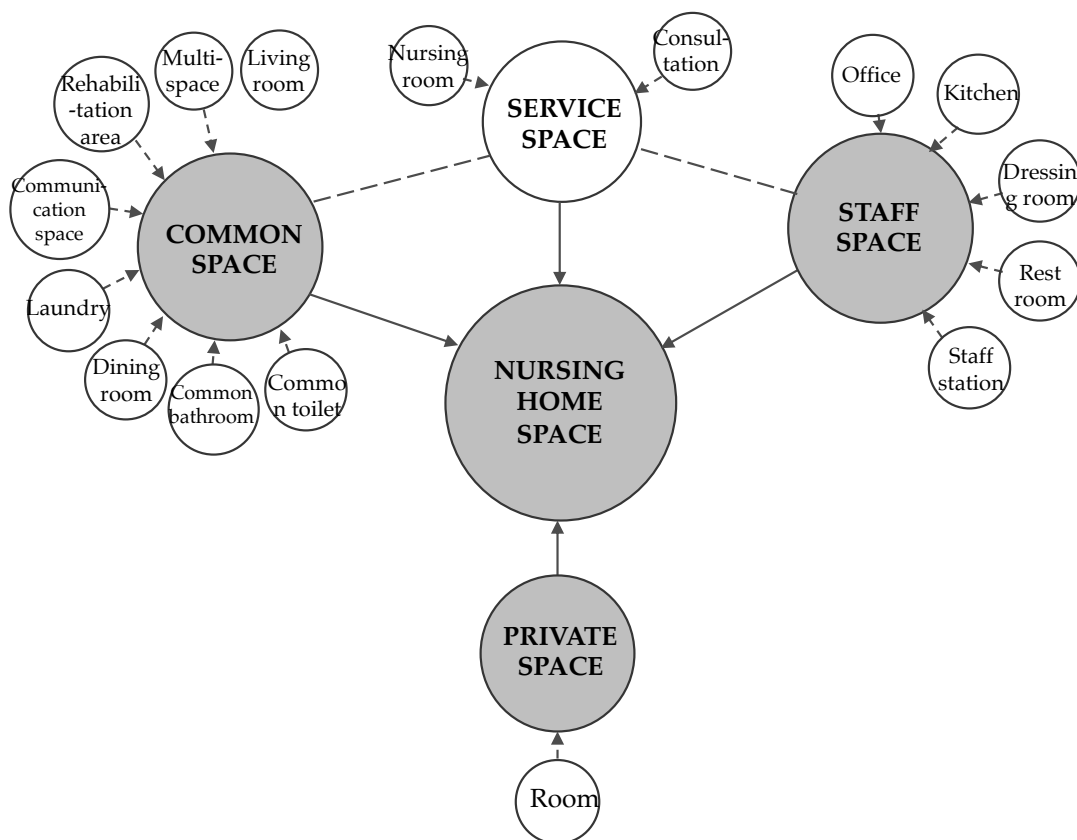 Multi-
space
Living
room
Rehabili
-tation
area
Communi-
cation
space
Laundry
Dining
room
Common
bathroom
Commo
n toilet
COMMON
SPACE
Nursing
room
Consul-
tation
SERVICE
SPACE
Office
Kitchen
Dressin
g room
Rest
room
Staff
station
STAFF
SPACE
NURSING
HOME
SPACE
PRIVATE
SPACE
Room